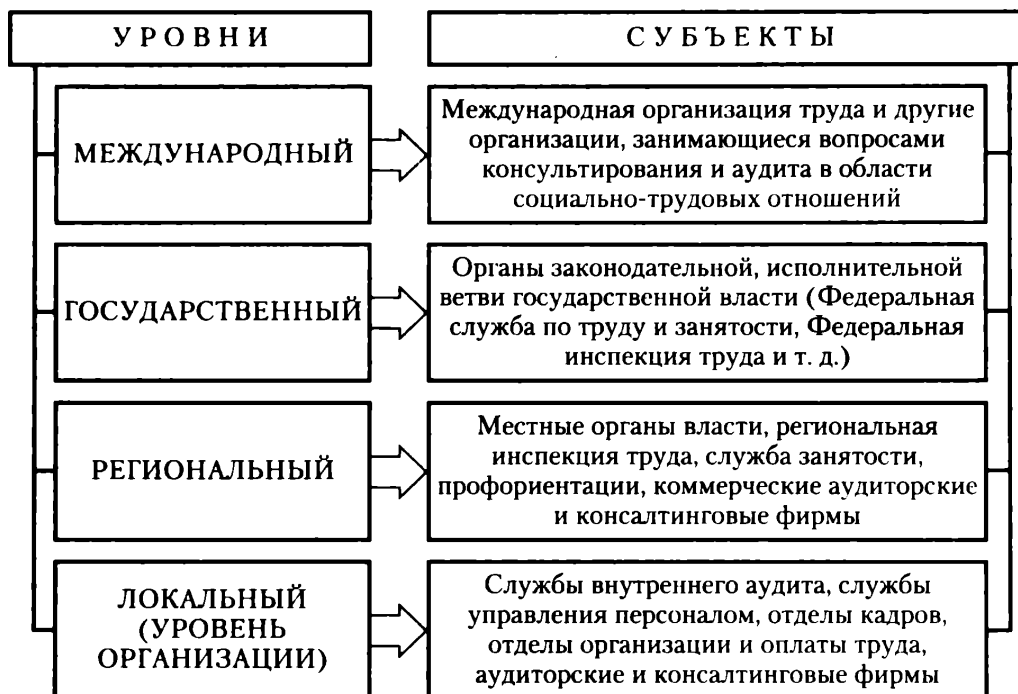 УРОВНИ
СУБЪЕКТЫ
МЕЖДУНАРОДНЫЙ
Международная организация труда и другие
организации, занимающиеся вопросами
консультирования и аудита в области
социально-трудовых отношений
ГОСУДАРСТВЕННЫЙ
Органы законодательной, исполнительной
ветви государственной власти (Федеральная
служба по труду и занятости, Федеральная
инспекция труда и т. д.)
РЕГИОНАЛЬНЫЙ
Местные органы власти, региональная
инспекция труда, служба занятости,
профориентации, коммерческие аудиторские
и консалтинговые фирмы
ЛОКАЛЬНЫЙ
(УРОВЕНЬ
ОРГАНИЗАЦИИ)
Службы внутреннего аудита, службы
управления персоналом, отделы кадров,
отделы организации и оплаты труда,
аудиторские и консалтинговые фирмы